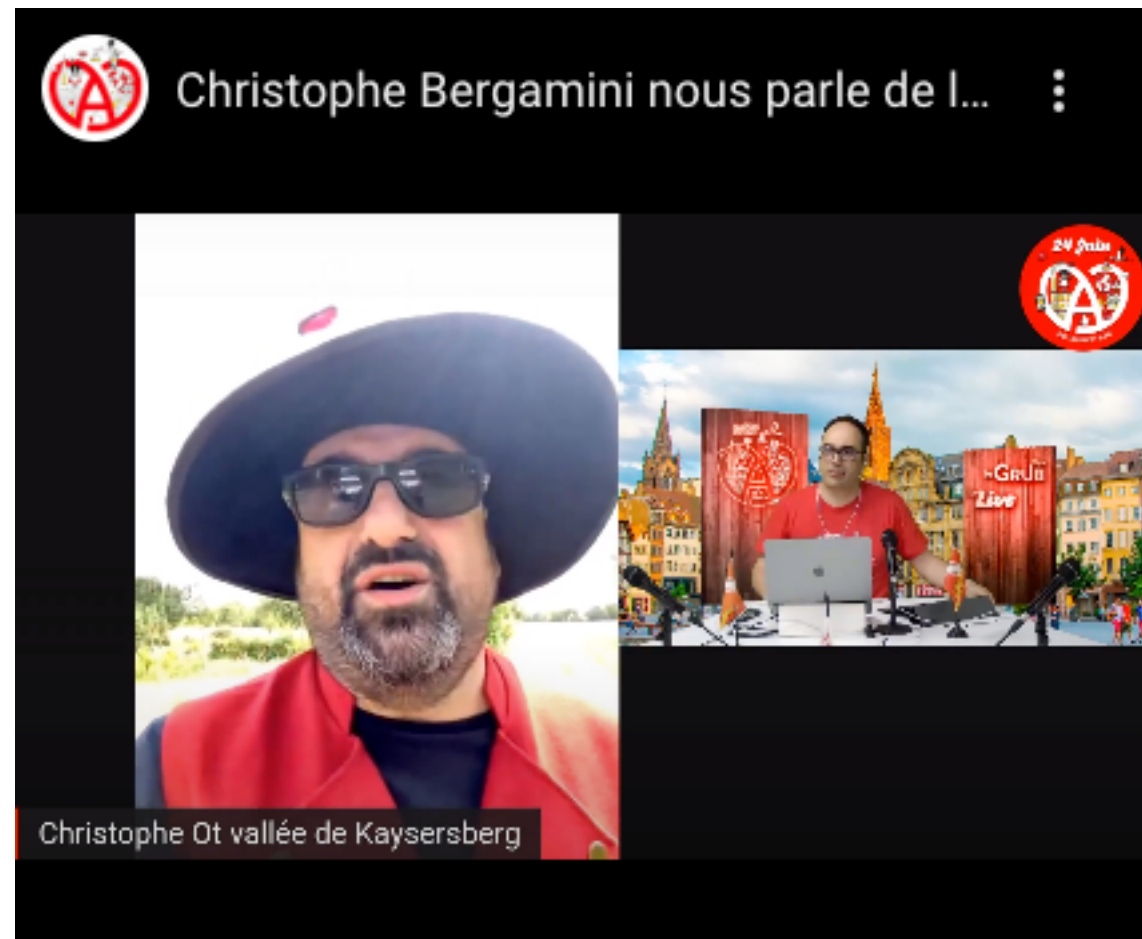 Christophe Bergamini nous parle de l...
24 Juin
GRUB
Live
Christophe Ot vallée de Kaysersberg